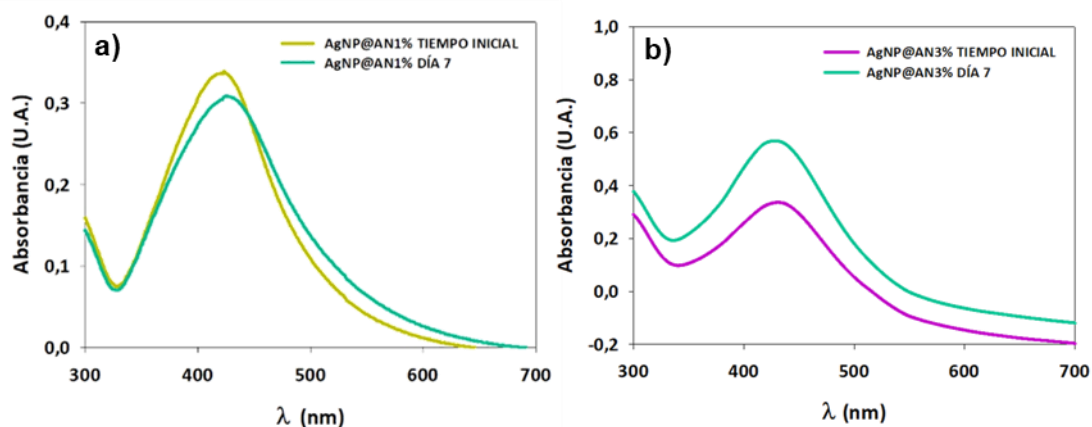 a)
AgNP@AN1% TIEMPO INICIAL
AgNP@AN1% DÍA 7
Absorbancia (U.A.)
0,4
0,3
0,2
0,1
0,0
300 400 500 600 700
λ (nm)
b)
AgNP@AN3% TIEMPO INICIAL
AgNP@AN3% DÍA 7
Absorbancia (U.A.)
1,0
0,8
0,6
0,4
0,2
0,0
-0,2
300 400 500 600 700
λ (nm)